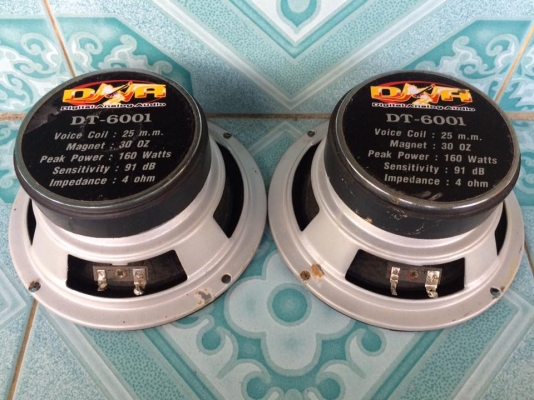 DAA
Digital Analog Audio
DT-6001
Voice Coil : 25 m.m.
Magnet : 30 OZ
Peak Power : 160 Watts
Sensitivity : 91 dB
Impedance : 4 ohm
DAA
Digital-Analog-Audio
DT-6001
Voice Coil : 25 m.m.
Magnet : 30 OZ
Peak Power : 160 Watts
Sensitivity : 91 dB
Impedance : 4 ohm